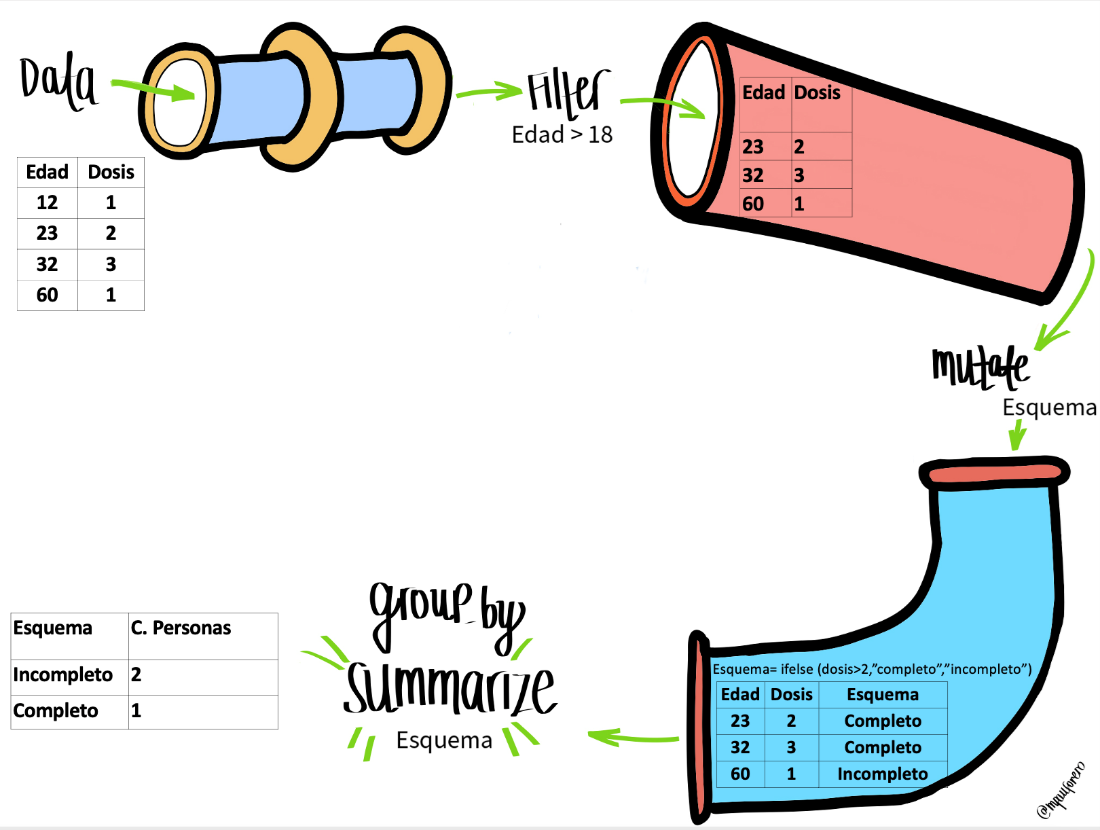 Data
Edad Dosis
12 1
23 2
32 3
60 1
Filter
Edad > 18
Edad Dosis
23 2
32 3
60 1
mutate
Esquema
Esquema= ifelse (dosis>2,”completo”,”incompleto”)
Edad Dosis Esquema
23 2 Completo
32 3 Completo
60 1 Incompleto
group_by
summarize
Esquema
Esquema C. Personas
Incompleto 2
Completo 1